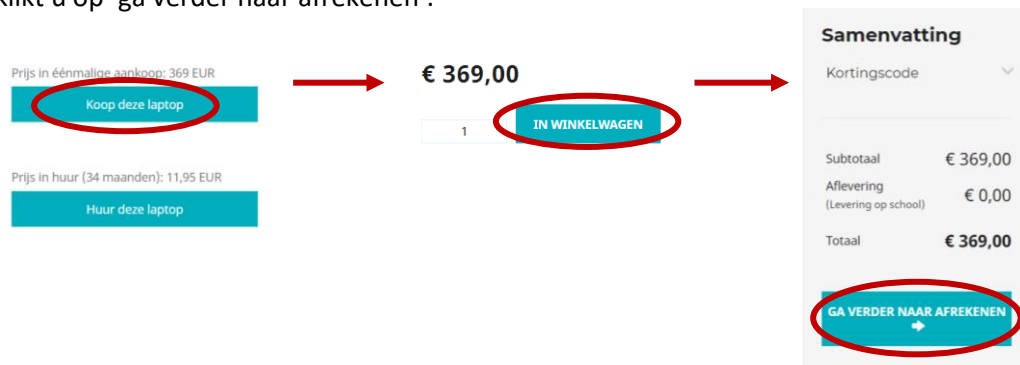 klikt u op 'ga verder naar afrekenen'.
Prijs in éénmalige aankoop: 369 EUR
Koop deze laptop
Prijs in huur (34 maanden): 11,95 EUR
Huur deze laptop
€ 369,00
1
IN WINKELWAGEN
Samenvatting
Kortingscode
Subtotaal € 369,00
Aflevering
(Levering op school) € 0,00
Totaal € 369,00
GA VERDER NAAR AFREKENEN